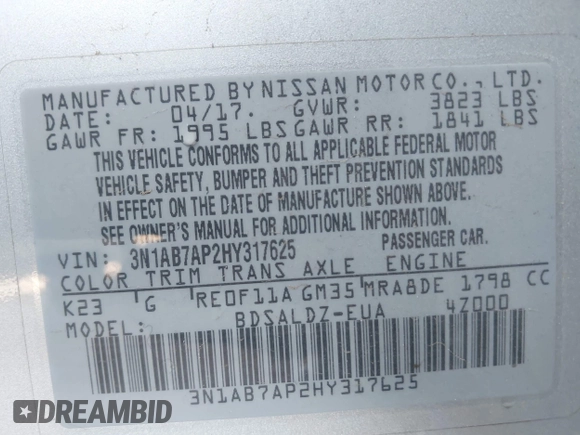 MANUFACTURED BY NISSAN MOTOR CO., LTD.
DATE: 04/17. GVWR: 3823 LBS
GAWR FR: 1995 LBS GAWR RR: 1841 LBS
THIS VEHICLE CONFORMS TO ALL APPLICABLE FEDERAL MOTOR
VEHICLE SAFETY, BUMPER AND THEFT PREVENTION STANDARDS
IN EFFECT ON THE DATE OF MANUFACTURE SHOWN ABOVE.
SEE OWNER'S MANUAL FOR ADDITIONAL INFORMATION.
VIN: 3N1AB7AP2HY317625 PASSENGER CAR.
COLOR TRIM TRANS AXLE ENGINE
K23 G RE0F11A GM35 MRA8DE 1798 CC
MODEL: BDSALDZ-EUA 4Z000
3N1AB7AP2HY317625
DREAMBID
.COM